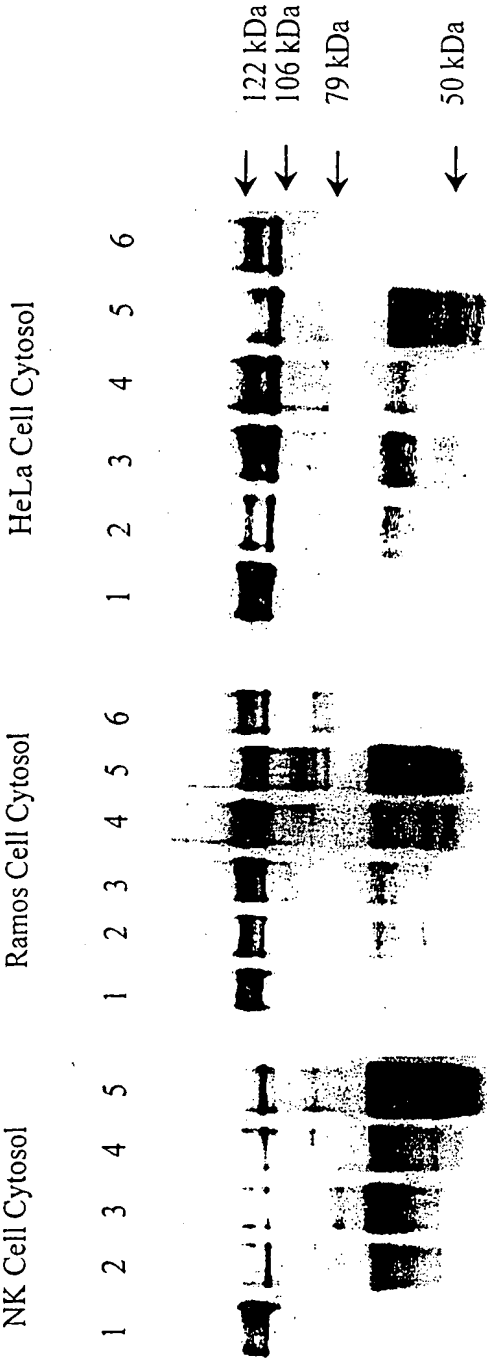 NK Cell Cytosol
1 2 3 4 5
Ramos Cell Cytosol
1 2 3 4 5 6
HeLa Cell Cytosol
1 2 3 4 5 6
122 kDa
106 kDa
79 kDa
50 kDa